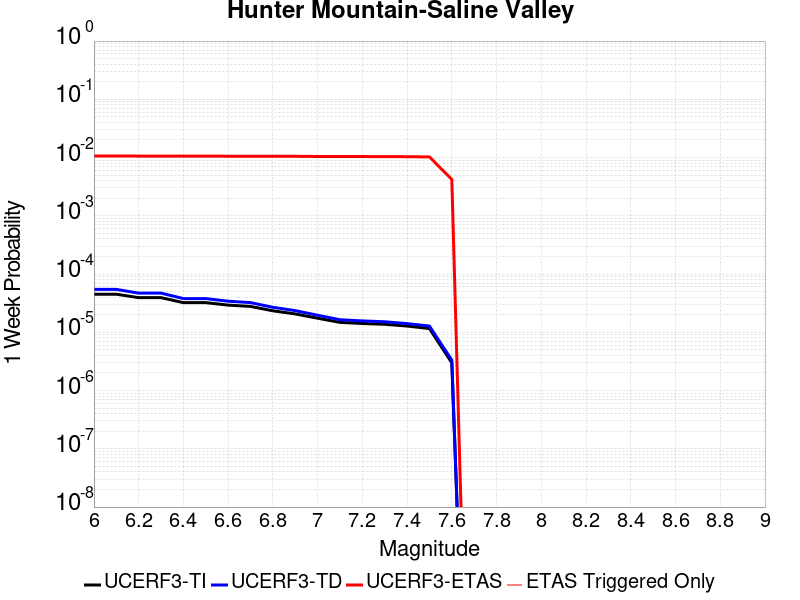 Hunter Mountain-Saline Valley
1 Week Probability
10^0
10^-1
10^-2
10^-3
10^-4
10^-5
10^-6
10^-7
10^-8
6 6.2 6.4 6.6 6.8 7 7.2 7.4 7.6 7.8 8 8.2 8.4 8.6 8.8 9
Magnitude
UCERF3-TI UCERF3-TD UCERF3-ETAS ETAS Triggered Only